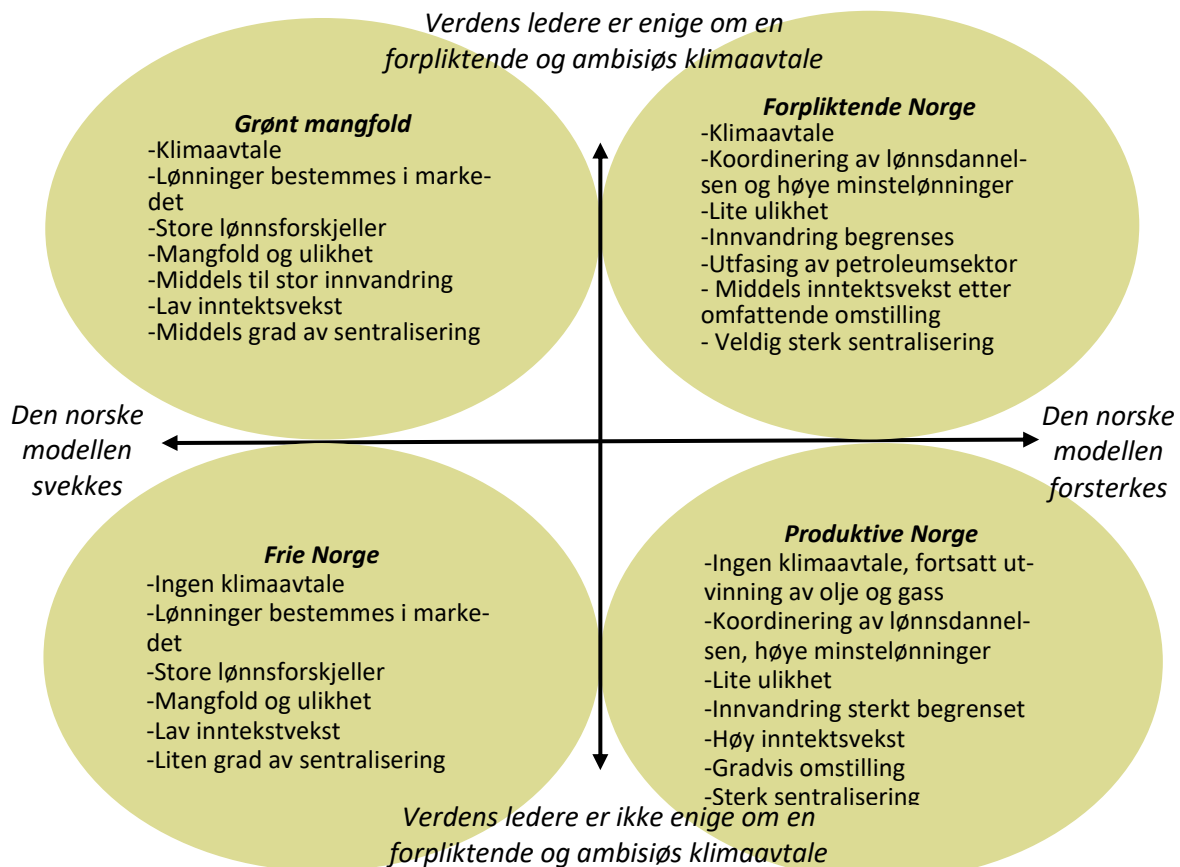 Verdens ledere er enige om en
forpliktende og ambisiøs klimaavtale
Grønt mangfold
-Klimaavtale
-Lønninger bestemmes i marke-
det
-Store lønnsforskjeller
-Mangfold og ulikhet
-Middels til stor innvandring
-Lav inntektsvekst
-Middels grad av sentralisering
Forpliktende Norge
-Klimaavtale
-Koordinering av lønnsdannel-
sen og høye minstelønninger
-Lite ulikhet
-Innvandring begrenses
-Utfasing av petroleumsektor
- Middels inntektsvekst etter
omfattende omstilling
- Veldig sterk sentralisering
Den norske
modellen
svekkes
Den norske
modellen
forsterkes
Frie Norge
-Ingen klimaavtale
-Lønninger bestemmes i marke-
det
-Store lønnsforskjeller
-Mangfold og ulikhet
-Lav inntekstvekst
-Liten grad av sentralisering
Produktive Norge
-Ingen klimaavtale, fortsatt ut-
vinning av olje og gass
-Koordinering av lønnsdannel-
sen, høye minstelønninger
-Lite ulikhet
-Innvandring sterkt begrenset
-Høy inntektsvekst
-Gradvis omstilling
-Sterk sentralisering
Verdens ledere er ikke enige om en
forpliktende og ambisiøs klimaavtale